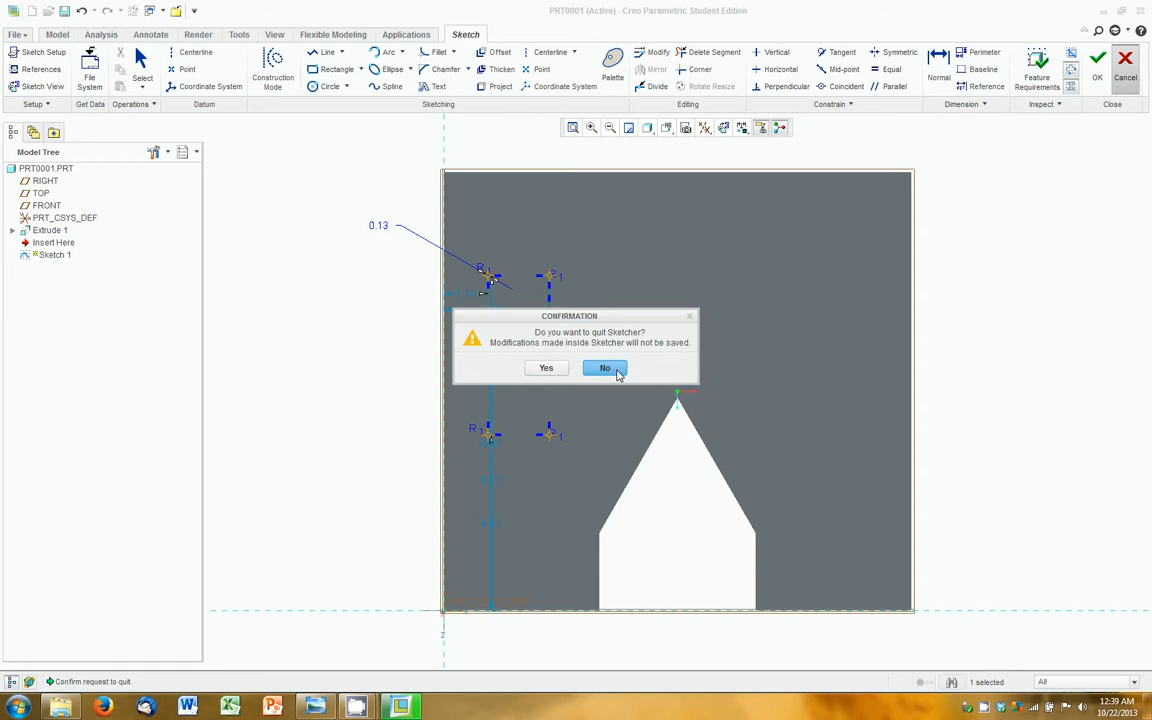 PRT0001 (Active) - Creo Parametric Student Edition
File
Model
Analysis
Annotate
Render
Tools
View
Flexible Modeling
Applications
Sketch
Sketch Setup
References
Sketch View
Setup
File System
Get Data
Select
Operations
Centerline
Point
Coordinate System
Datum
Construction Mode
Line
Rectangle
Circle
Arc
Ellipse
Spline
Fillet
Chamfer
Text
Offset
Thicken
Project
Centerline
Point
Coordinate System
Palette
Sketching
Modify
Mirror
Divide
Delete Segment
Corner
Rotate Resize
Editing
Vertical
Horizontal
Perpendicular
Tangent
Mid-point
Coincident
Symmetric
Equal
Parallel
Constrain
Normal
Perimeter
Baseline
Reference
Dimension
Feature Requirements
Inspect
OK
Cancel
Close
Model Tree
PRT0001.PRT
RIGHT
TOP
FRONT
PRT_CSYS_DEF
Extrude 1
Insert Here
Sketch 1
0.13
R 1
CONFIRMATION
Do you want to quit Sketcher?
Modifications made inside Sketcher will not be saved.
Yes
No
R 1
Z
Confirm request to quit.
1 selected
All
12:39 AM
10/22/2013